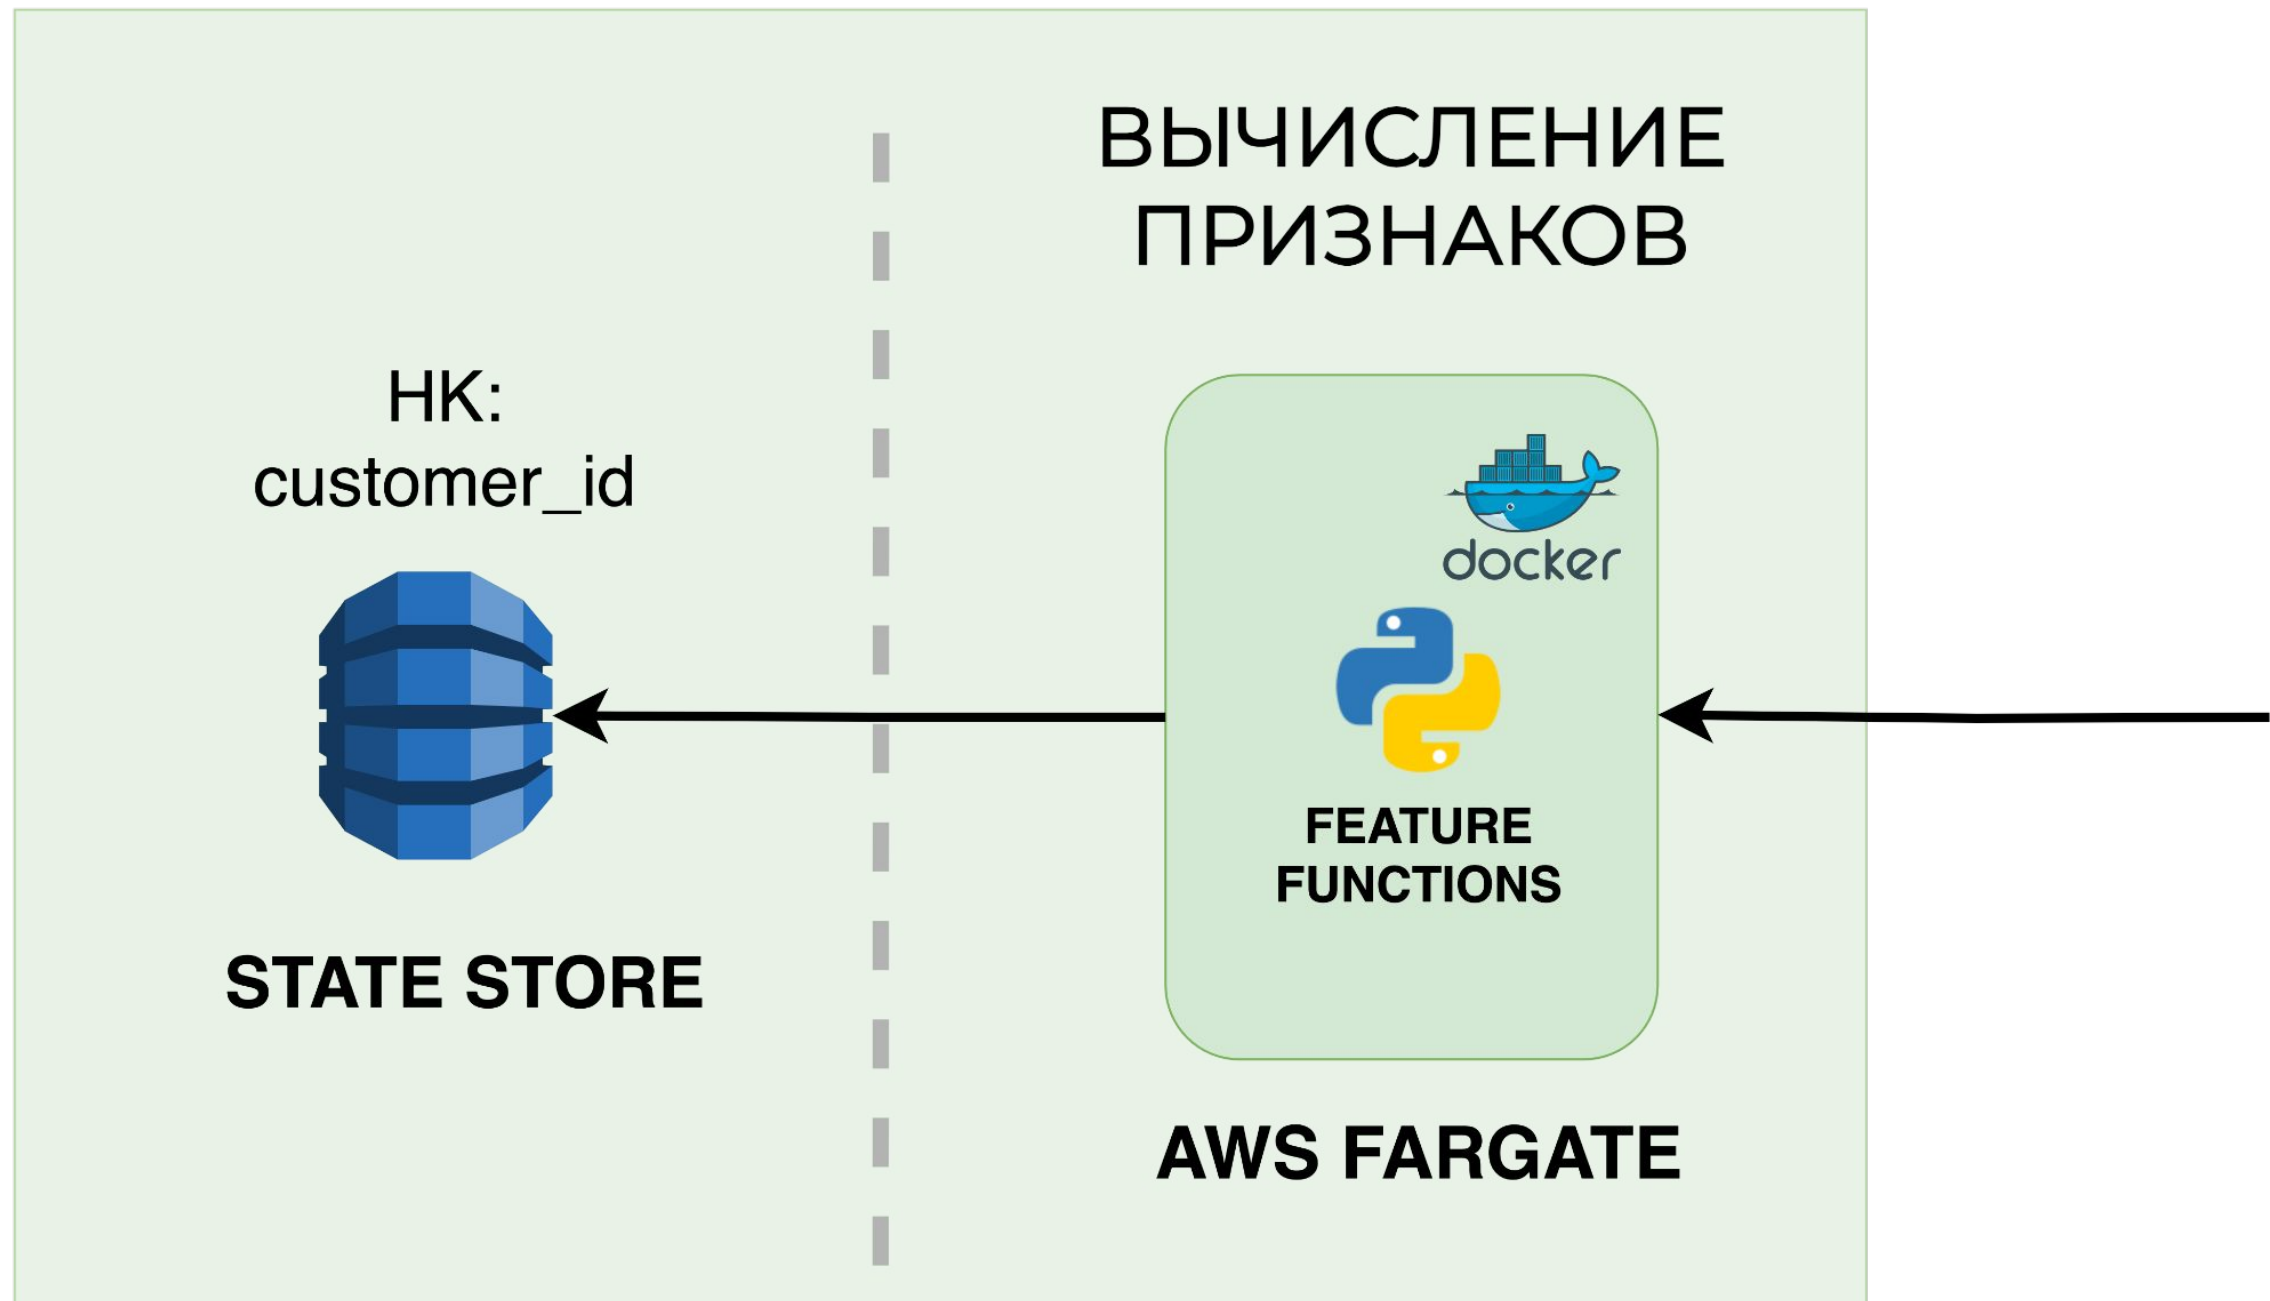 ВЫЧИСЛЕНИЕ
ПРИЗНАКОВ
HK:
customer_id
docker
FEATURE
FUNCTIONS
STATE STORE
AWS FARGATE